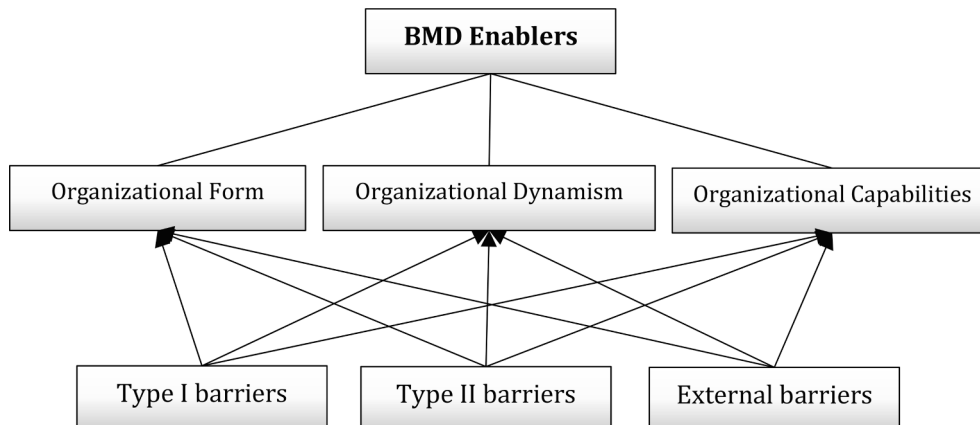 BMD Enablers
Organizational Form
Organizational Dynamism
Organizational Capabilities
Type I barriers
Type II barriers
External barriers